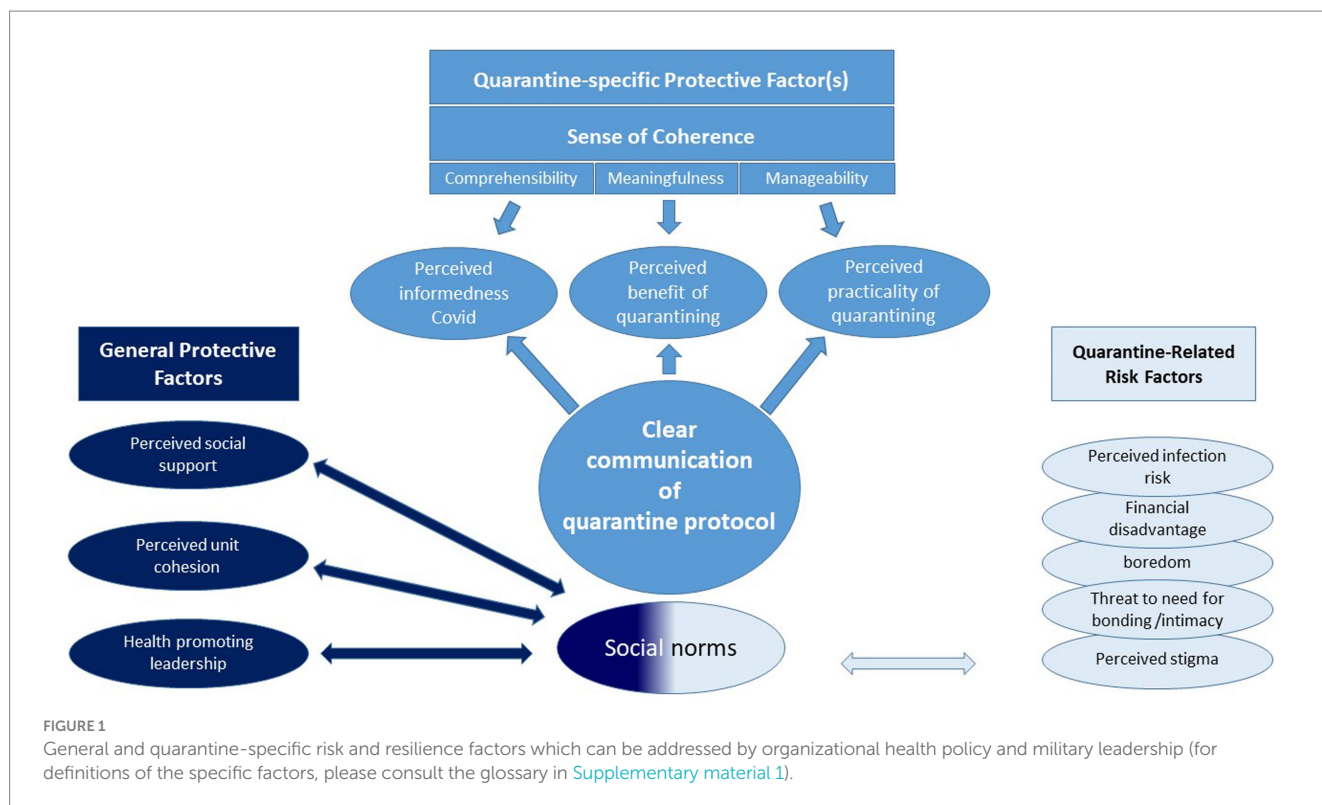 Quarantine-specific Protective Factor(s)
Sense of Coherence
Comprehensibility
Meaningfulness
Manageability
Perceived
informedness
Covid
Perceived
benefit of
quarantining
Perceived
practicality of
quarantining
General Protective
Factors
Perceived social
support
Perceived unit
cohesion
Health promoting
leadership
Clear
communication
of
quarantine protocol
Social norms
Quarantine-Related
Risk Factors
Perceived infection
risk
Financial
disadvantage
boredom
Threat to need for
bonding/intimacy
Perceived stigma
FIGURE 1
General and quarantine-specific risk and resilience factors which can be addressed by organizational health policy and military leadership (for
definitions of the specific factors, please consult the glossary in Supplementary material 1).